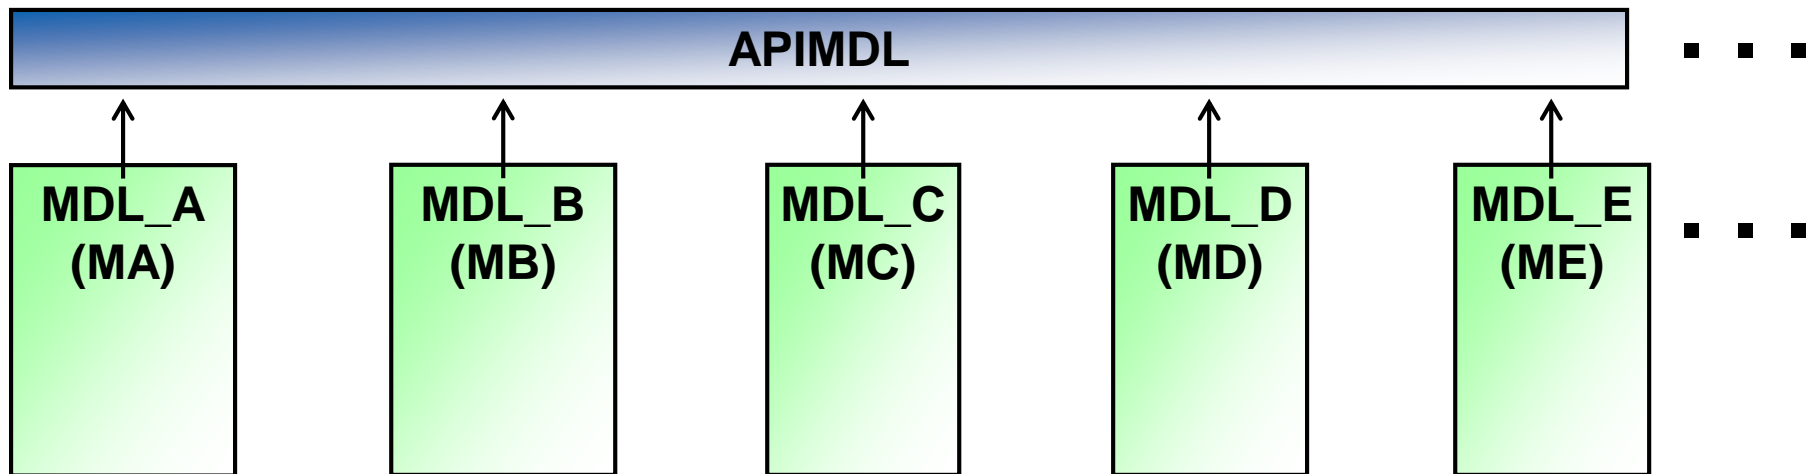 APIMDL
MDL_A
(MA)
MDL_B
(MB)
MDL_C
(MC)
MDL_D
(MD)
MDL_E
(ME)